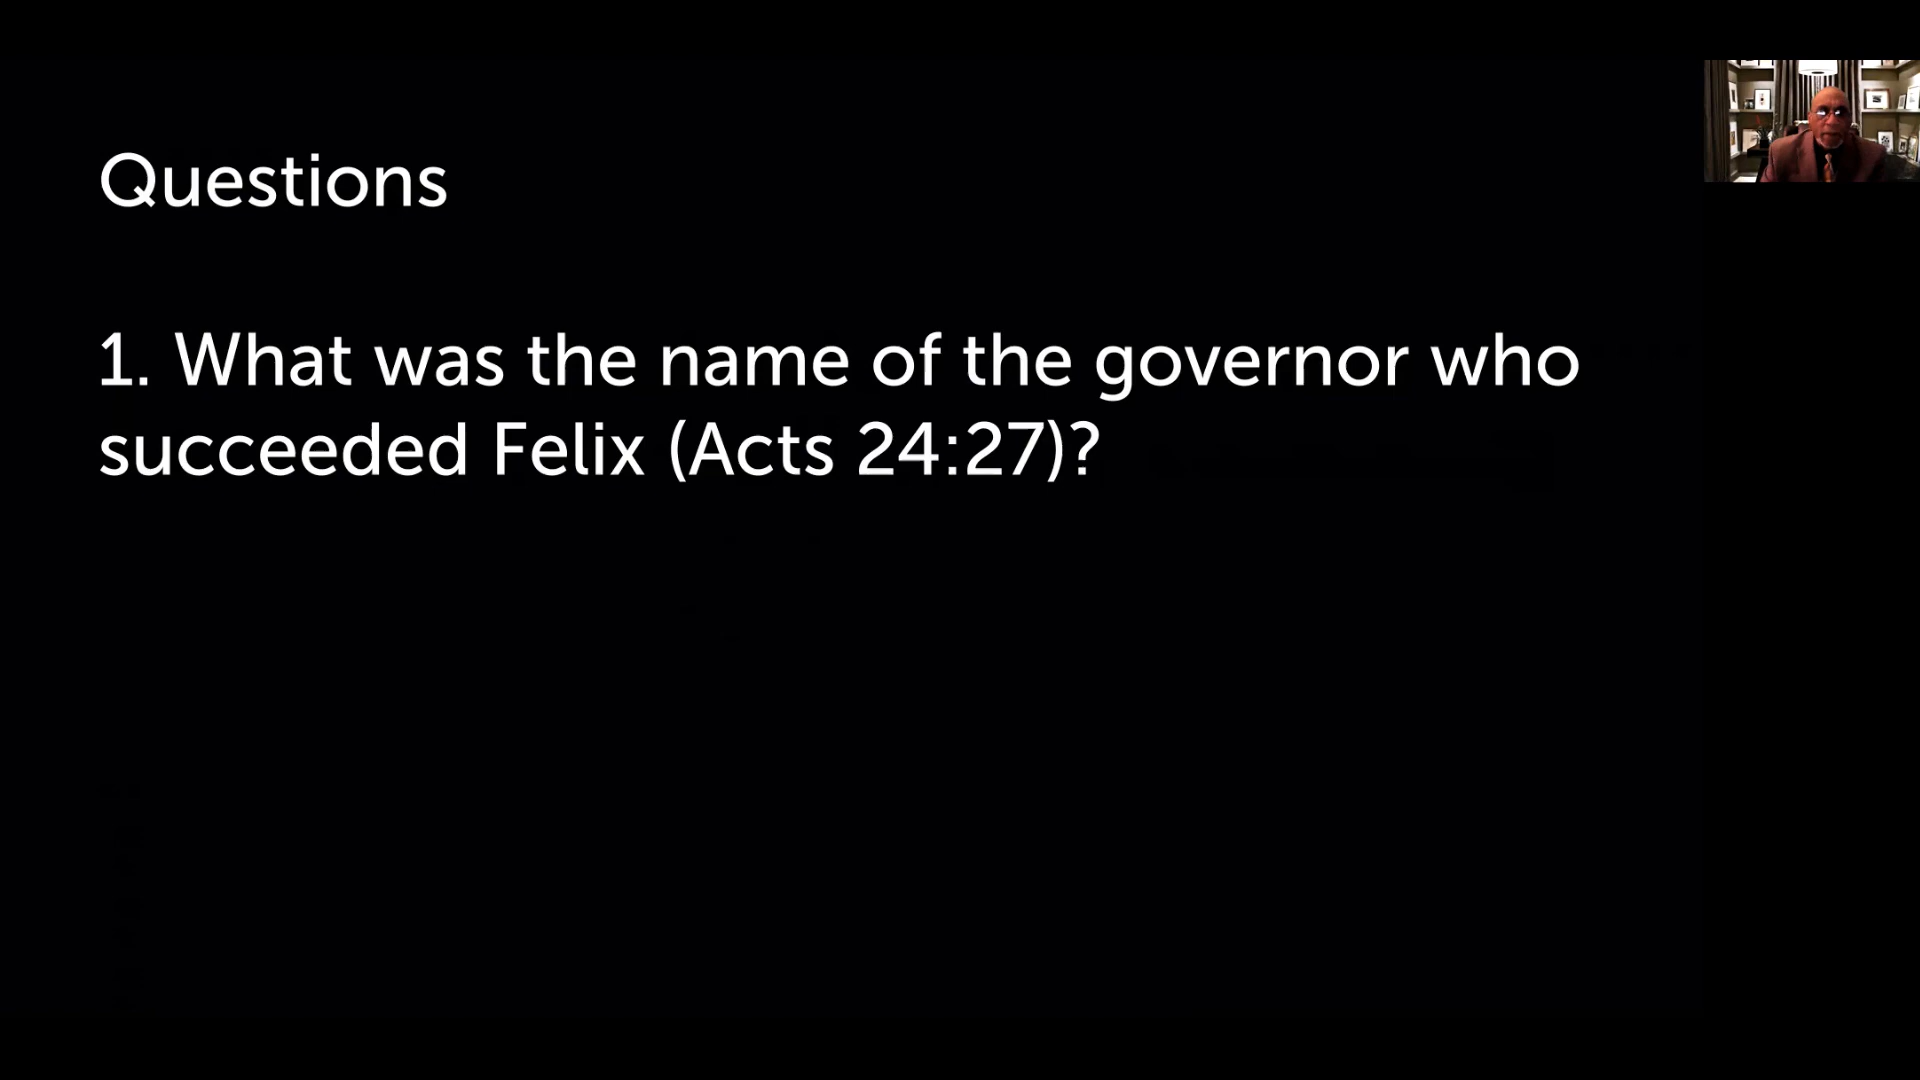 Questions
1. What was the name of the governor who
succeeded Felix (Acts 24:27)?